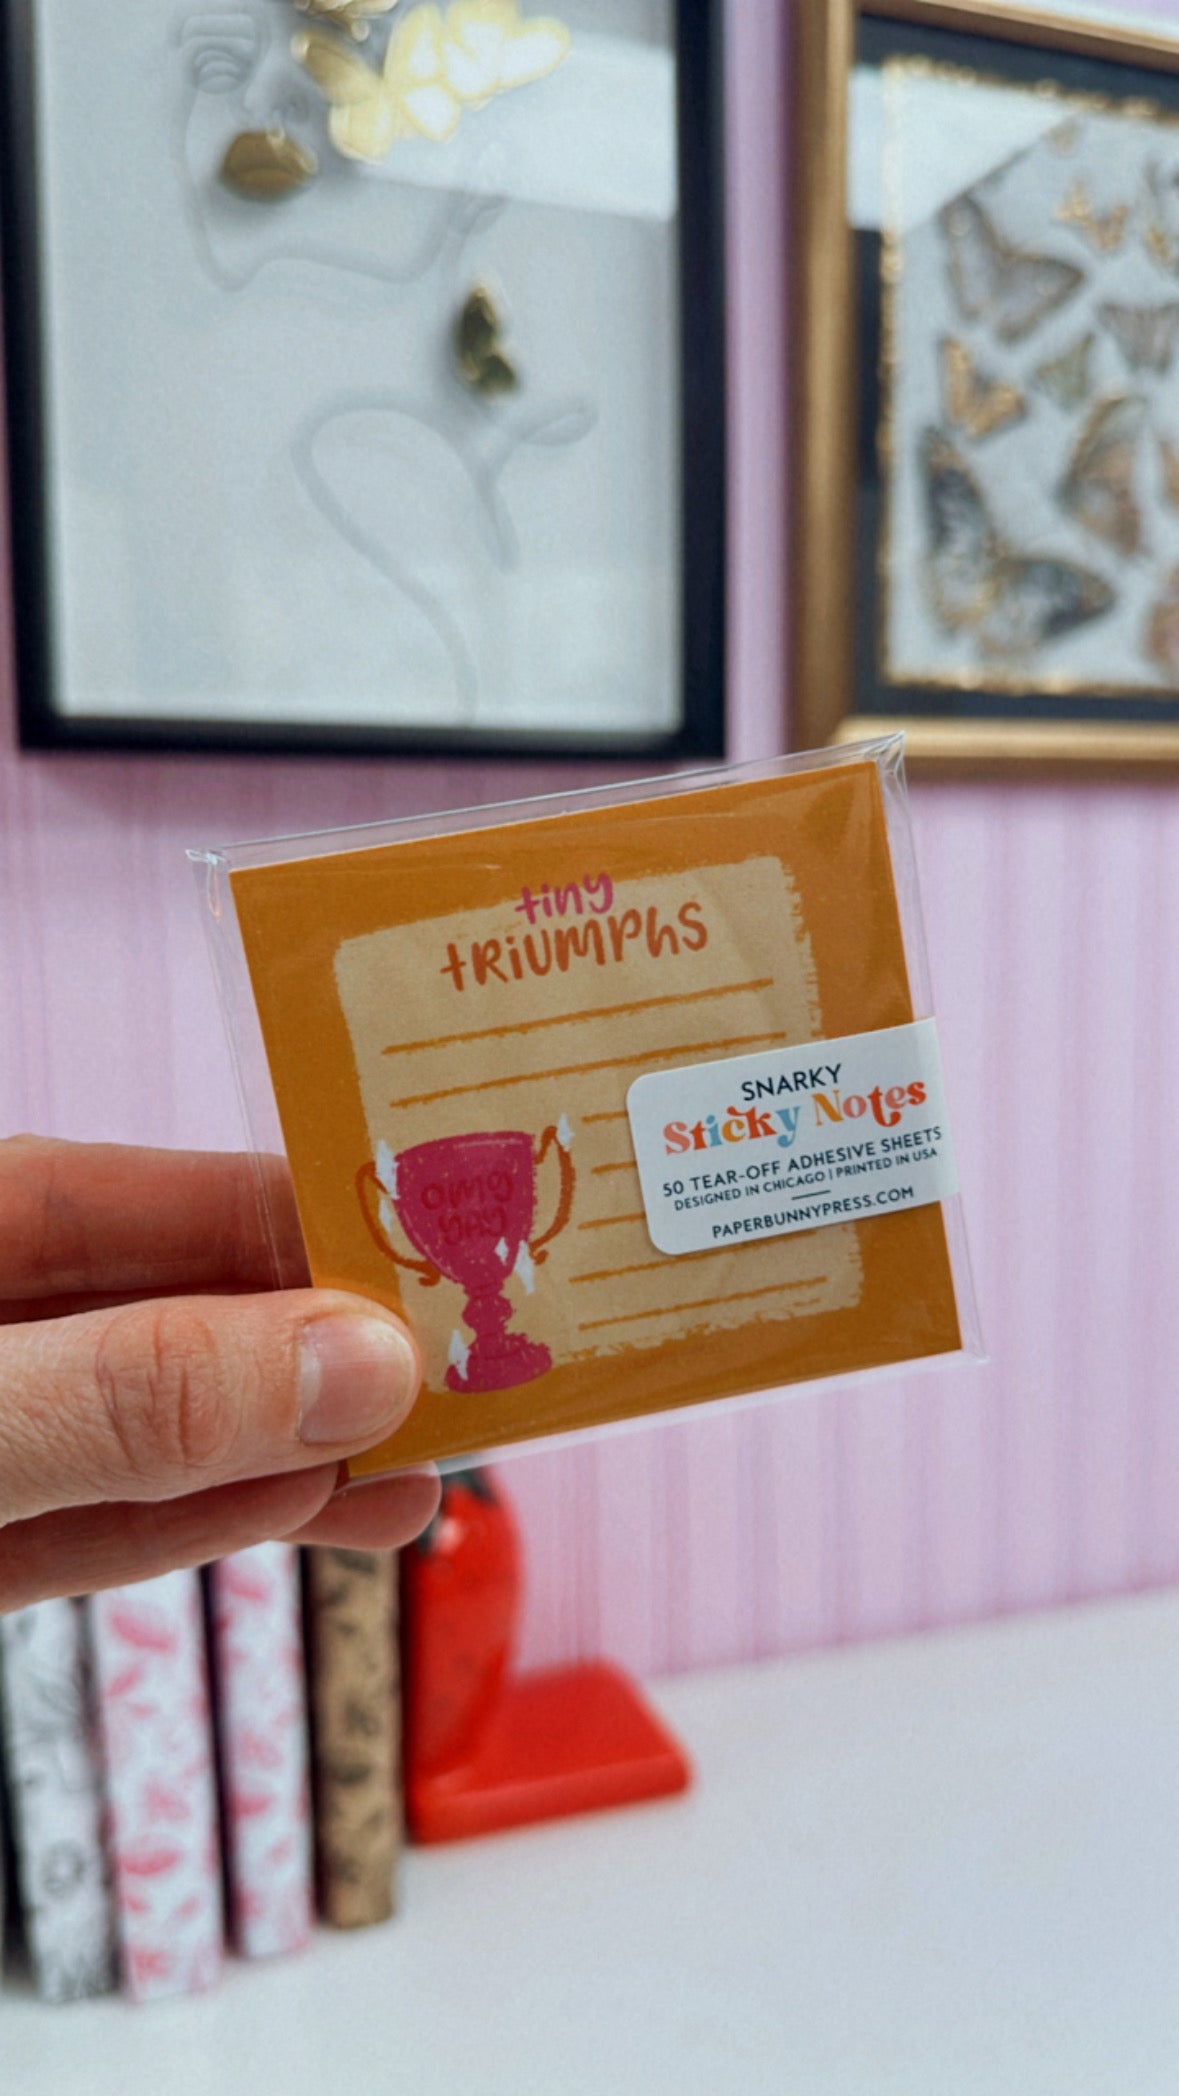 tiny
tRiUMPhS
omg
yay
SNARKY
Sticky Notes
50 TEAR-OFF ADHESIVE SHEETS
DESIGNED IN CHICAGO | PRINTED IN USA
PAPERBUNNYPRESS.COM